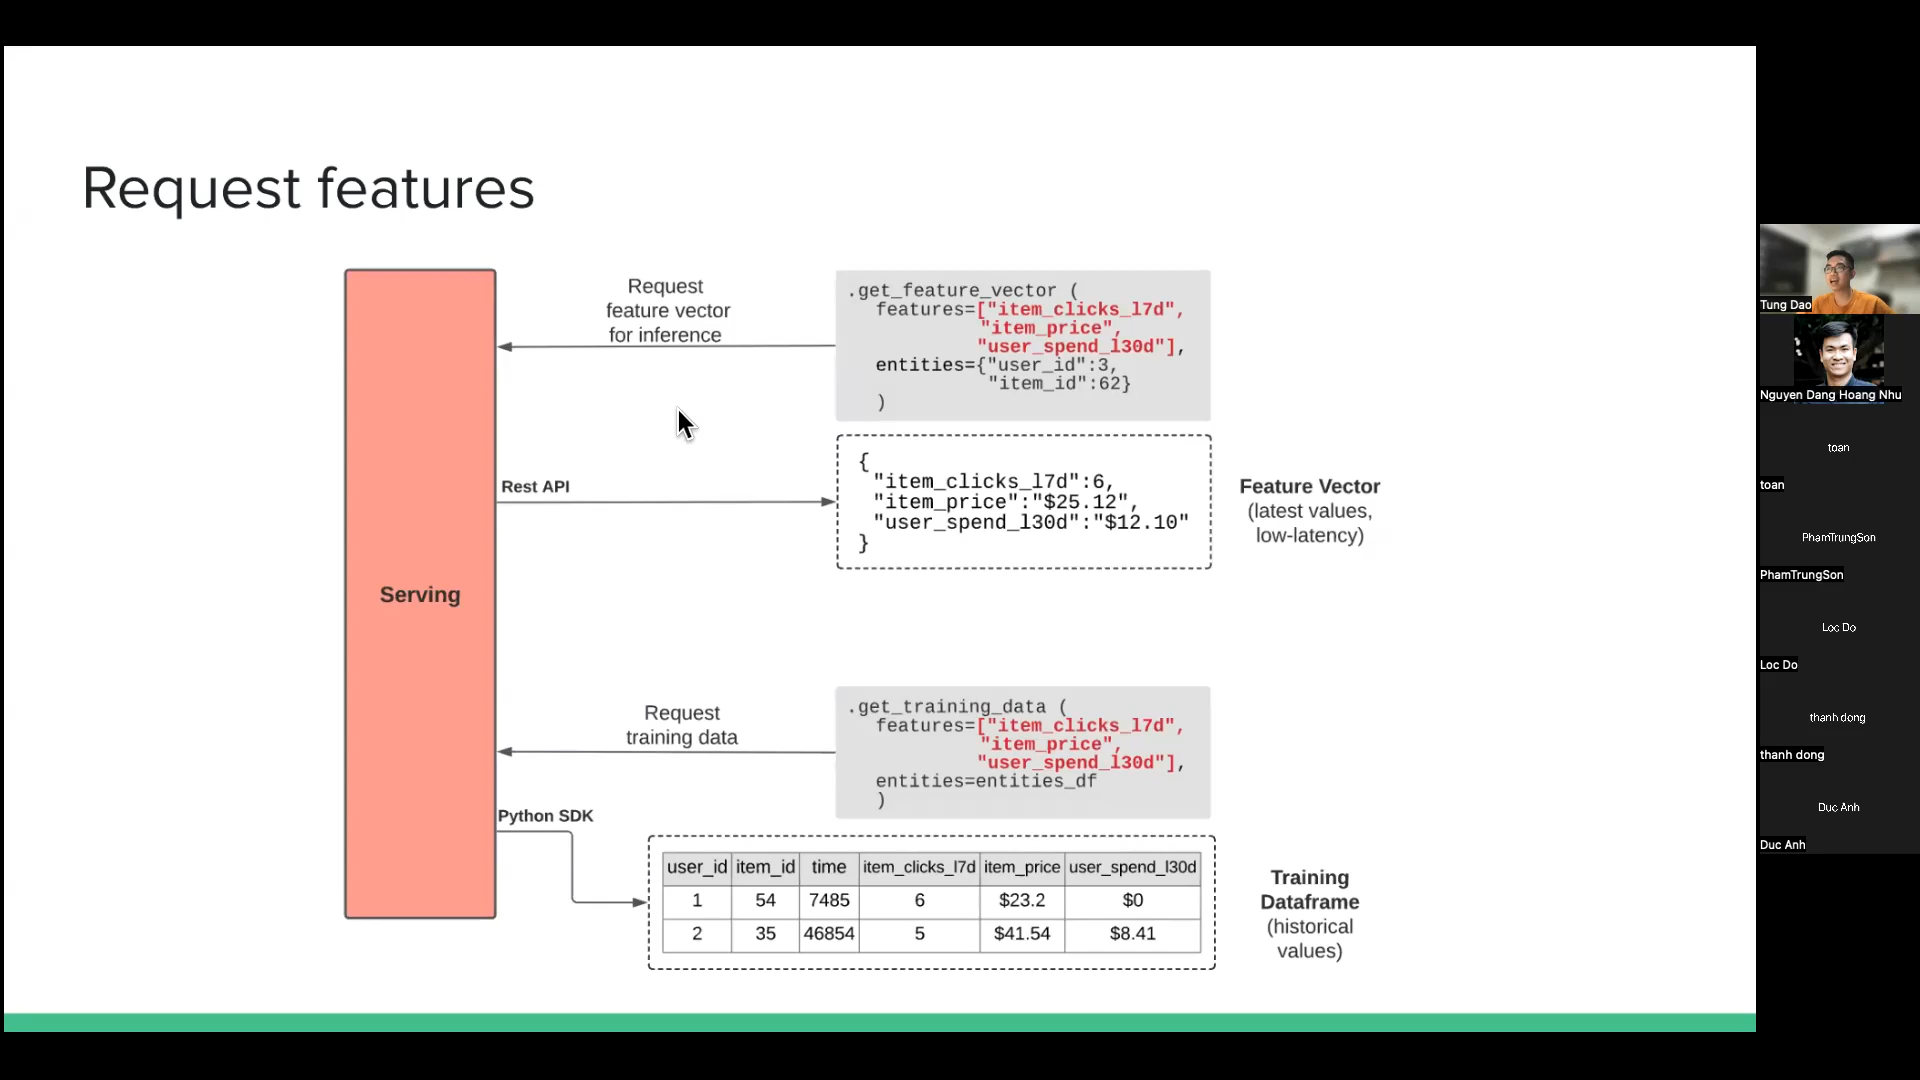 Request features
Request
feature vector
for inference
.get_feature_vector (
features=["item_clicks_l7d",
"item_price",
"user_spend_l30d"],
entities={"user_id":3,
"item_id":62}
)
Rest API
{
"item_clicks_l7d":6,
"item_price":"$25.12",
"user_spend_l30d":"$12.10"
}
Feature Vector
(latest values,
low-latency)
Serving
Request
training data
.get_training_data (
features=["item_clicks_l7d",
"item_price",
"user_spend_l30d"],
entities=entities_df
)
Python SDK
user_id item_id time item_clicks_l7d item_price user_spend_l30d
1 54 7485 6 $23.2 $0
2 35 46854 5 $41.54 $8.41
Training
Dataframe
(historical
values)
Tung Dao
Nguyen Dang Hoang Nhu
toan
toan
PhamTrungSon
PhamTrungSon
Loc Do
Loc Do
thanh dong
thanh dong
Duc Anh
Duc Anh